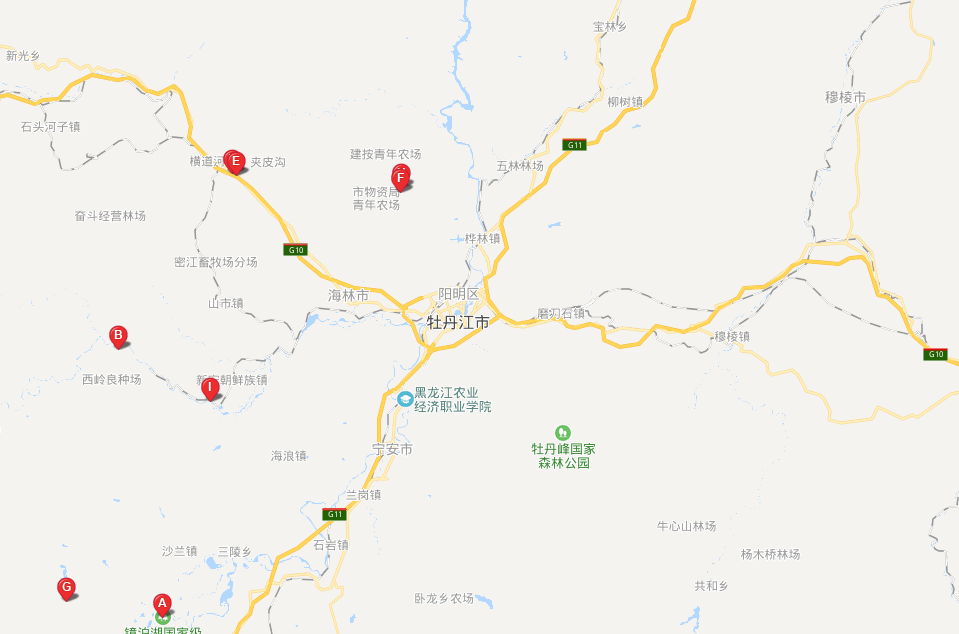 宝林乡
新光乡
穆棱市
柳树镇
石头河子镇
G11
建按青年农场
横道河
夹皮沟
E
五林林场
F
市物资局
青年农场
奋斗经营林场
桦林镇
G10
密江畜牧场分场
海林市
阳明区
山市镇
磨刀石镇
牡丹江市
B
穆棱镇
G10
西岭良种场
朝鲜族镇
I
黑龙江农业
经济职业学院
宁安市
牡丹峰国家
森林公园
海浪镇
兰岗镇
G11
牛心山林场
石岩镇
沙兰镇
三陵乡
杨木桥林场
G
共和乡
A
卧龙乡农场
镜泊湖国家级